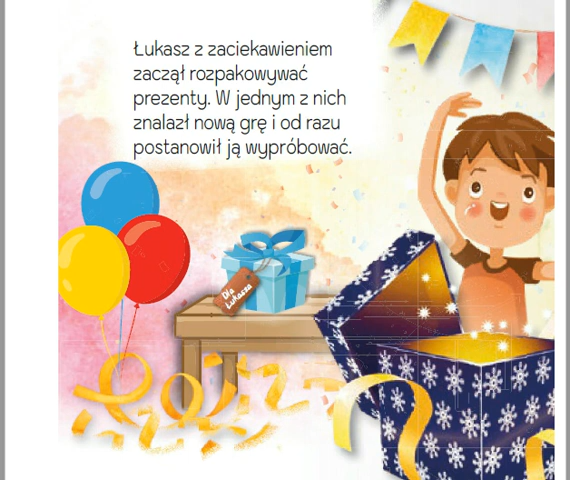 Łukasz z zaciekawieniem
zaczął rozpakowywać
prezenty. W jednym z nich
znalazł nową grę i od razu
postanowił ją wypróbować.
Dla
Łukasza